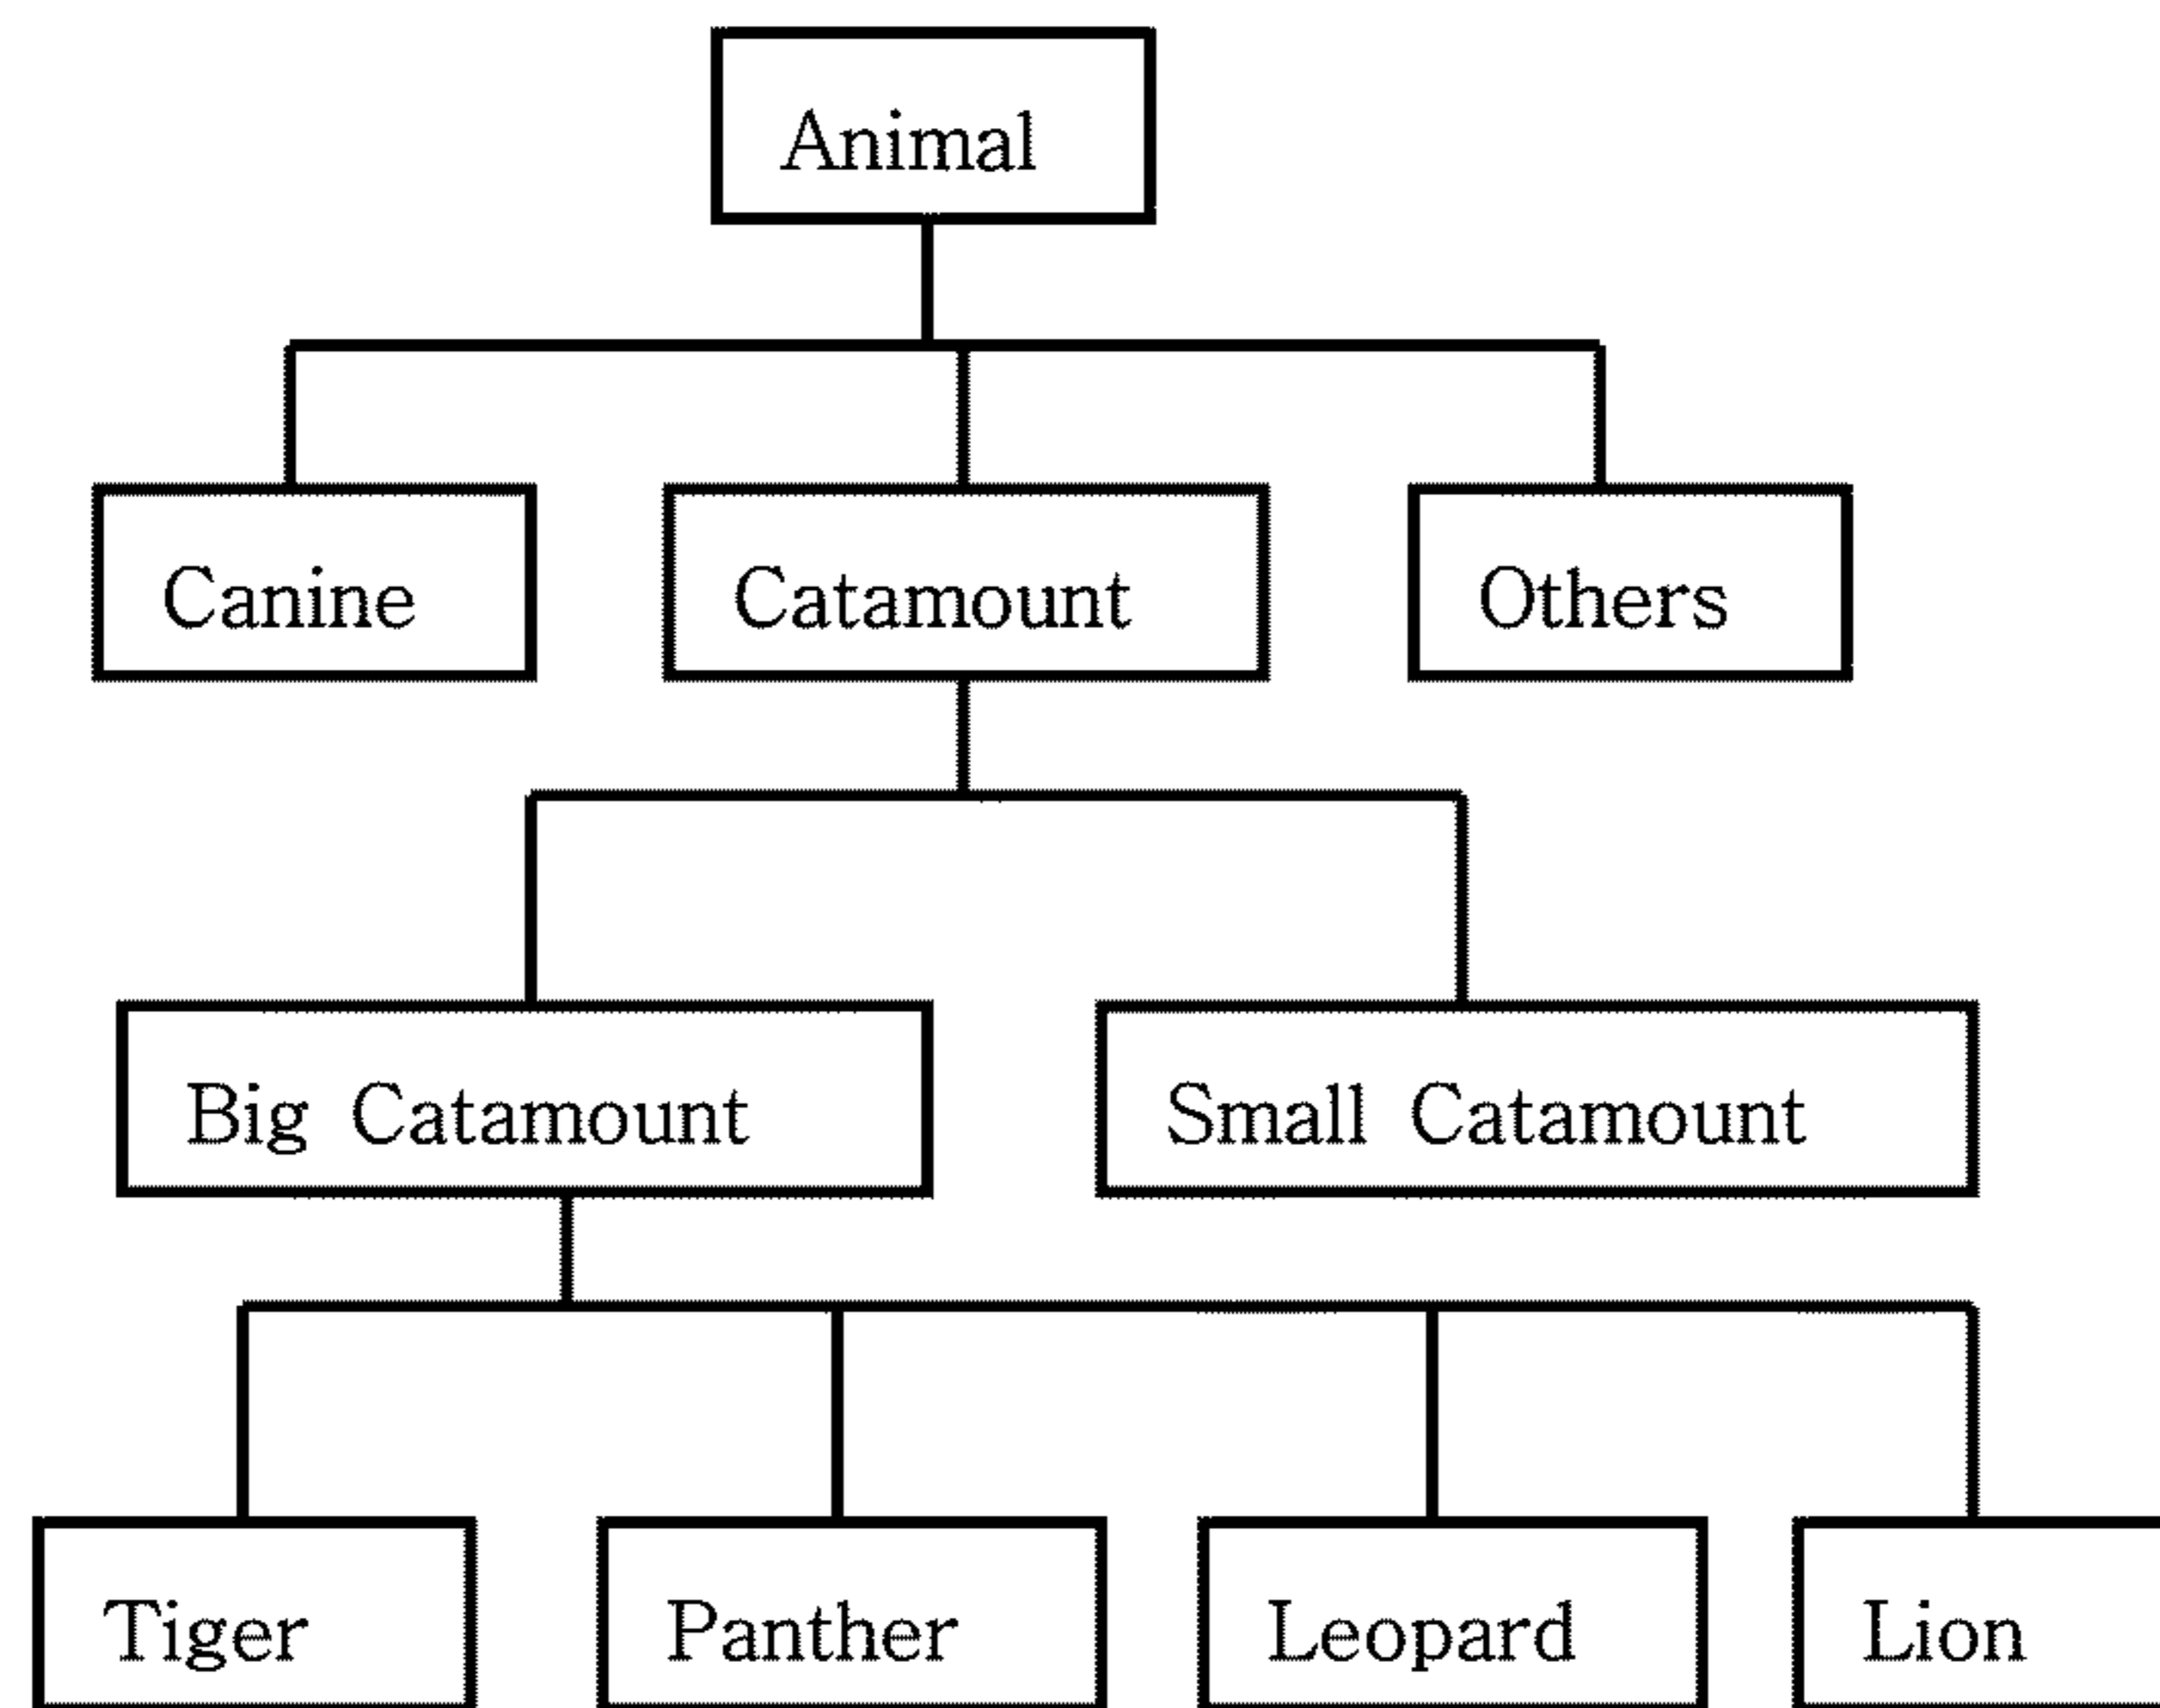 Animal
Canine
Catamount
Others
Big Catamount
Small Catamount
Tiger
Panther
Leopard
Lion